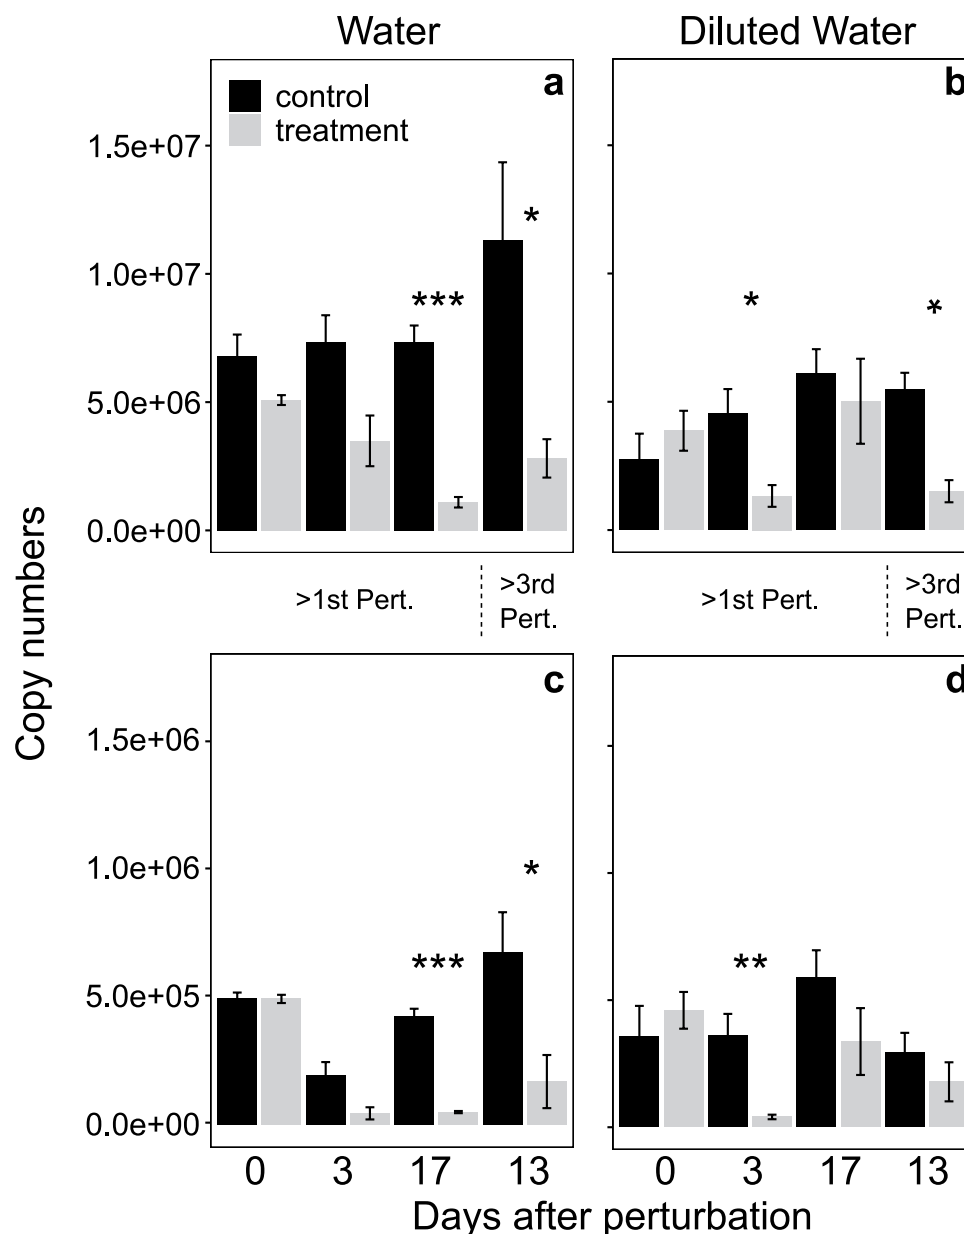 Water
Diluted Water
a
b
control
treatment
1.5e+07
1.0e+07
5.0e+06
0.0e+00
*
***
*
*
>1st Pert.
>3rd
Pert.
>1st Pert.
>3rd
Pert.
Copy numbers
c
d
1.5e+06
1.0e+06
5.0e+05
0.0e+00
*
***
**
0 3 17 13
0 3 17 13
Days after perturbation